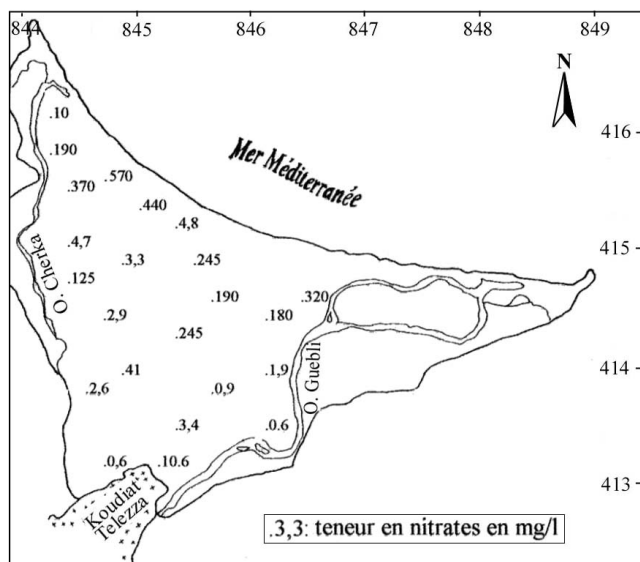 844 845 846 847 848 849
N
.10
416
.190
Mer Méditerranée
.370 .570
.440
.4,8
.4,7
415
O. Cherka
.3,3 .245
.125
.190 .320
.2,9 .180
.245
.41 .1,9
414
O. Guebli
.2,6 .0,9
.3,4 .0.6
.0,6 .10.6
413
Koudiat
Telezza
.3,3: teneur en nitrates en mg/l